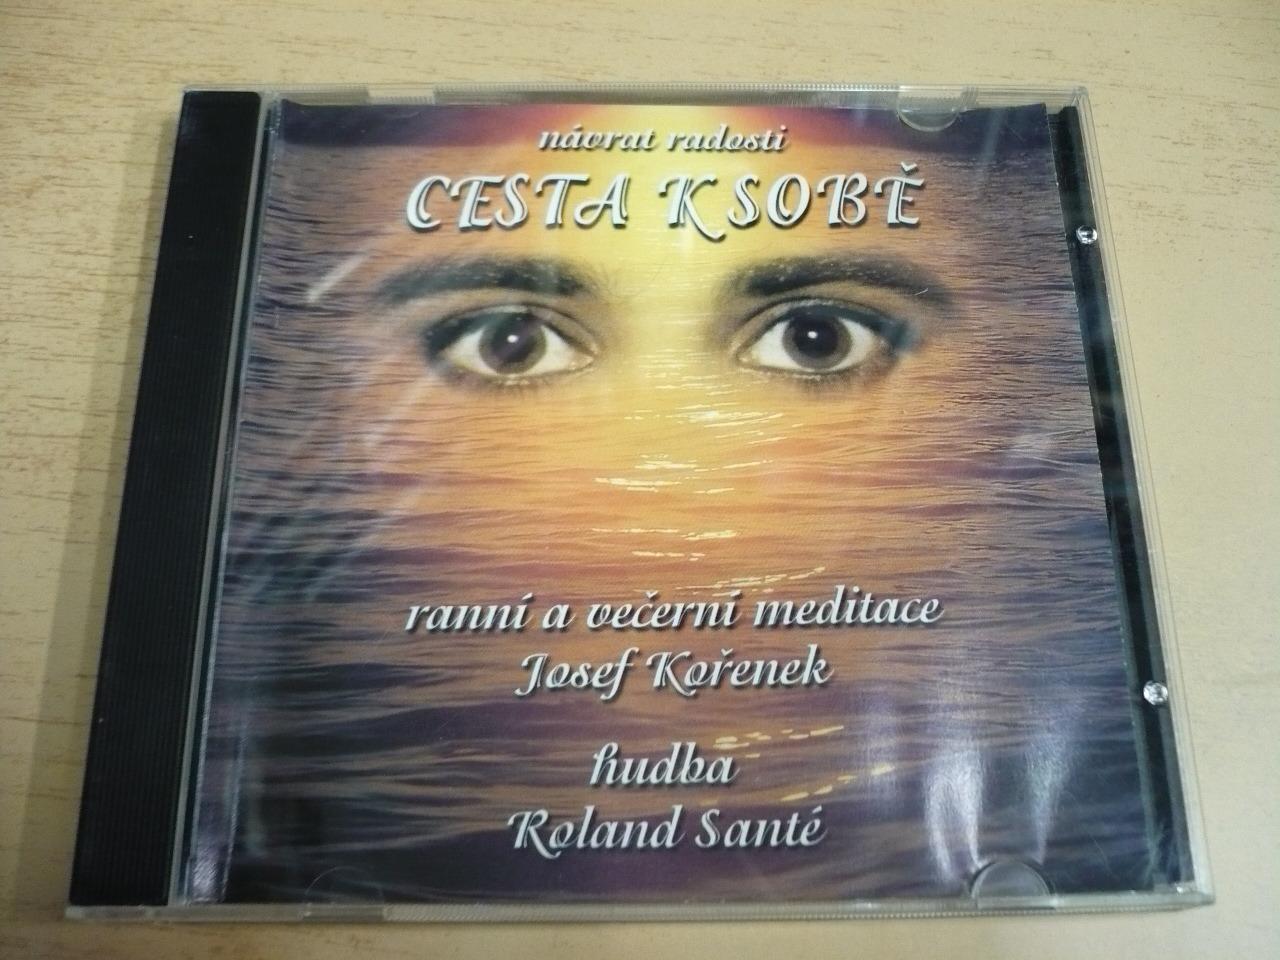 návrat radosti
CESTA K SOBĚ
ranní a večerní meditace
Josef Kořenek
hudba
Roland Santé